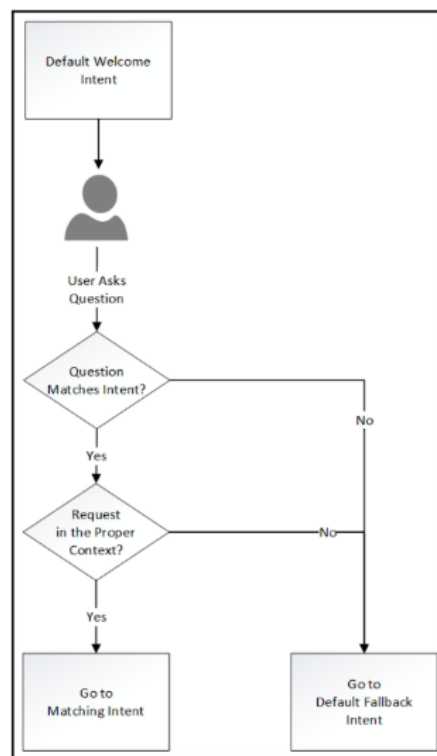 Default Welcome
Intent
User Asks
Question
Question
Matches Intent?
No
Yes
Request
in the Proper
Context?
No
Yes
Go to
Matching Intent
Go to
Default Fallback
Intent